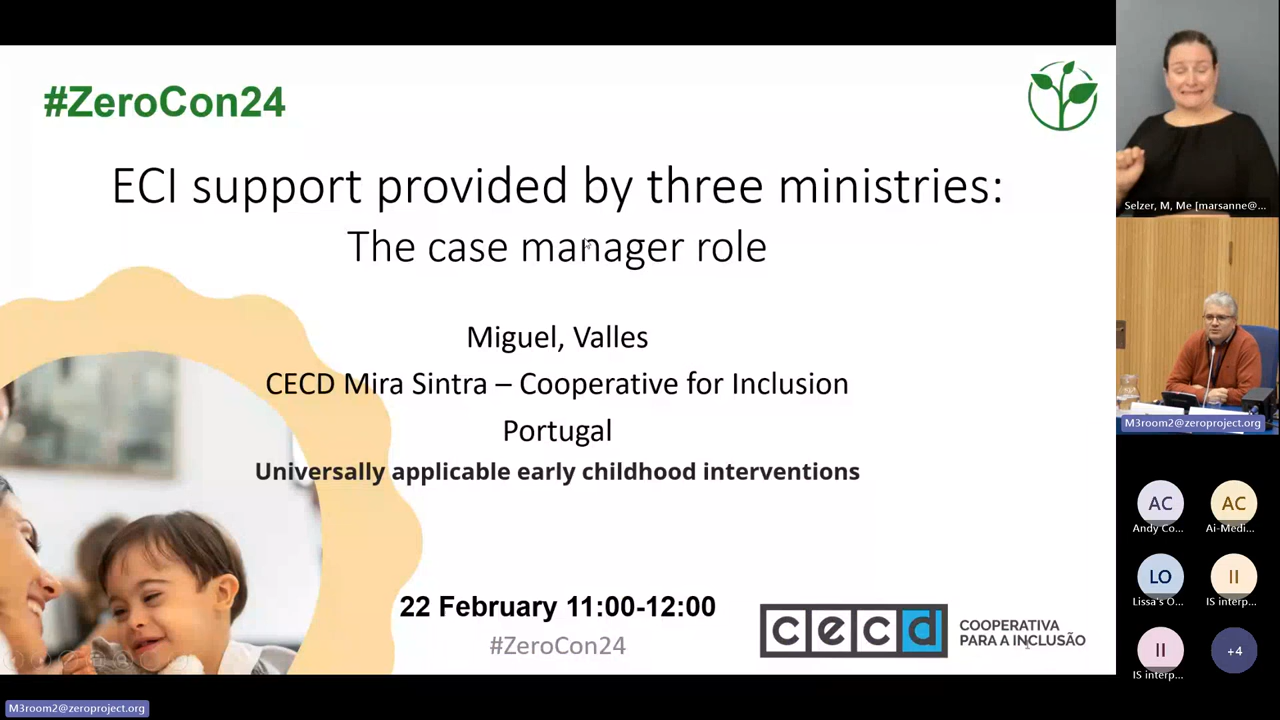 #ZeroCon24
ECI support provided by three ministries:
The case manager role
Miguel, Valles
CECD Mira Sintra – Cooperative for Inclusion
Portugal
Universally applicable early childhood interventions
22 February 11:00-12:00
#ZeroCon24
cecd
COOPERATIVA
PARA A INCLUSÃO
Selzer, M, Me [marsanne@...
M3room2@zeroproject.org
AC
AC
Andy Co...
Ai-Medi...
LO
II
Lissa's O...
IS interp...
II
+4
IS interp...
M3room2@zeroproject.org